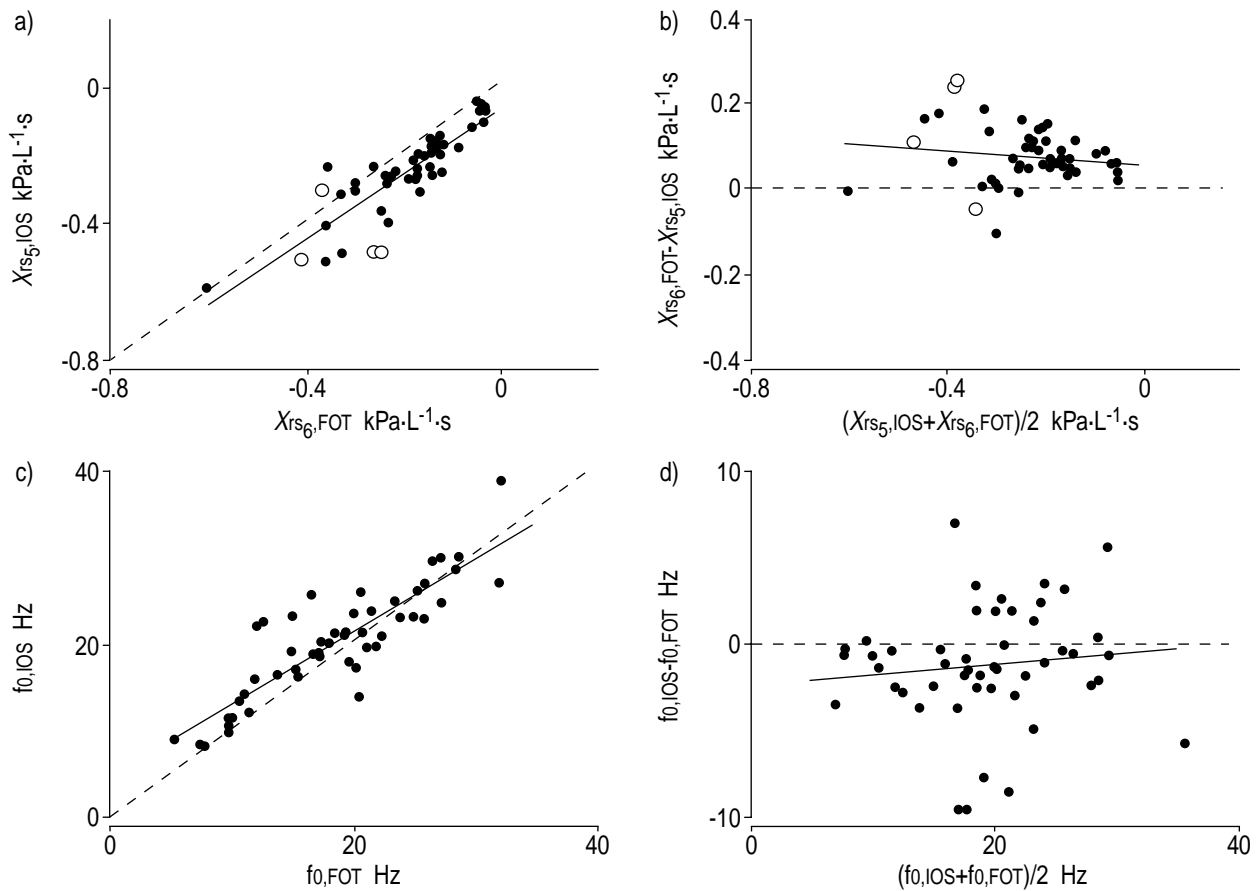 a)
0
-0.4
-0.8
Xrs5,IOS kPa·L-1·s
-0.8
-0.4
0
Xrs6,FOT kPa·L-1·s
b)
0.4
0.2
0
-0.2
-0.4
Xrs6,FOT-Xrs5,IOS kPa·L-1·s
-0.8
-0.4
0
(Xrs5,IOS+Xrs6,FOT)/2 kPa·L-1·s
c)
40
20
0
f0,IOS Hz
0
20
40
f0,FOT Hz
d)
10
0
-10
f0,IOS-f0,FOT Hz
0
20
40
(f0,IOS+f0,FOT)/2 Hz